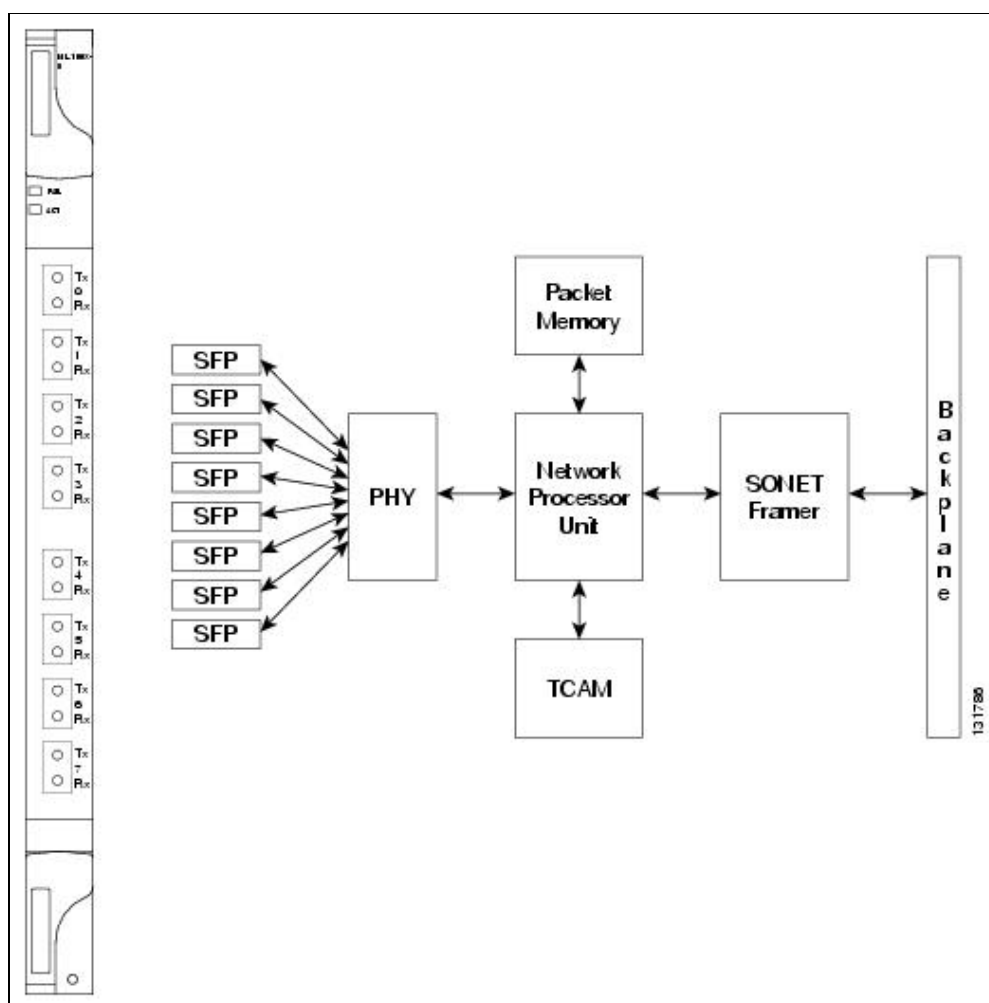 FAIL
ACT
Tx
0
Rx
Tx
1
Rx
Tx
2
Rx
Tx
3
Rx
Tx
4
Rx
Tx
5
Rx
Tx
6
Rx
Tx
7
Rx
SFP
SFP
SFP
SFP
SFP
SFP
SFP
SFP
PHY
Packet
Memory
Network
Processor
Unit
TCAM
SONET
Framer
Backplane
131786